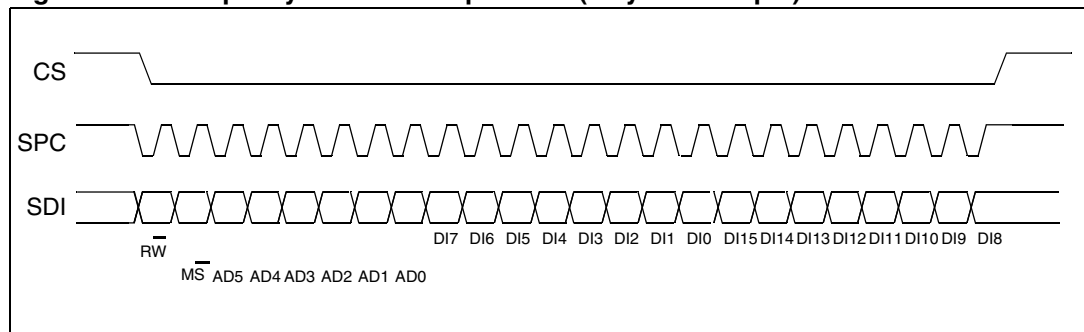 CS
SPC
SDI
RW
DI7 DI6 DI5 DI4 DI3 DI2 DI1 DI0 DI15 DI14 DI13 DI12 DI11 DI10 DI9 DI8
MS AD5 AD4 AD3 AD2 AD1 AD0